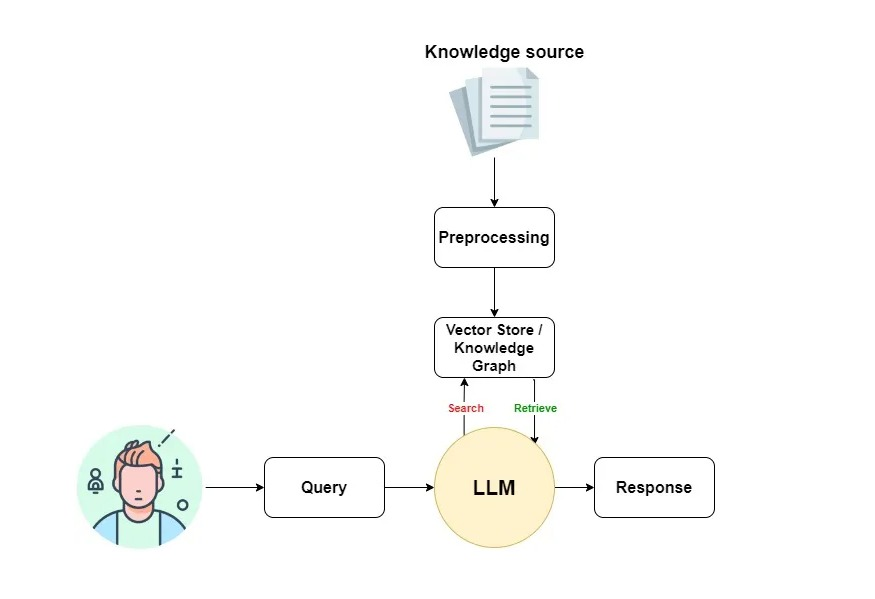 Knowledge source
Preprocessing
Vector Store /
Knowledge
Graph
Search
Retrieve
Query
LLM
Response